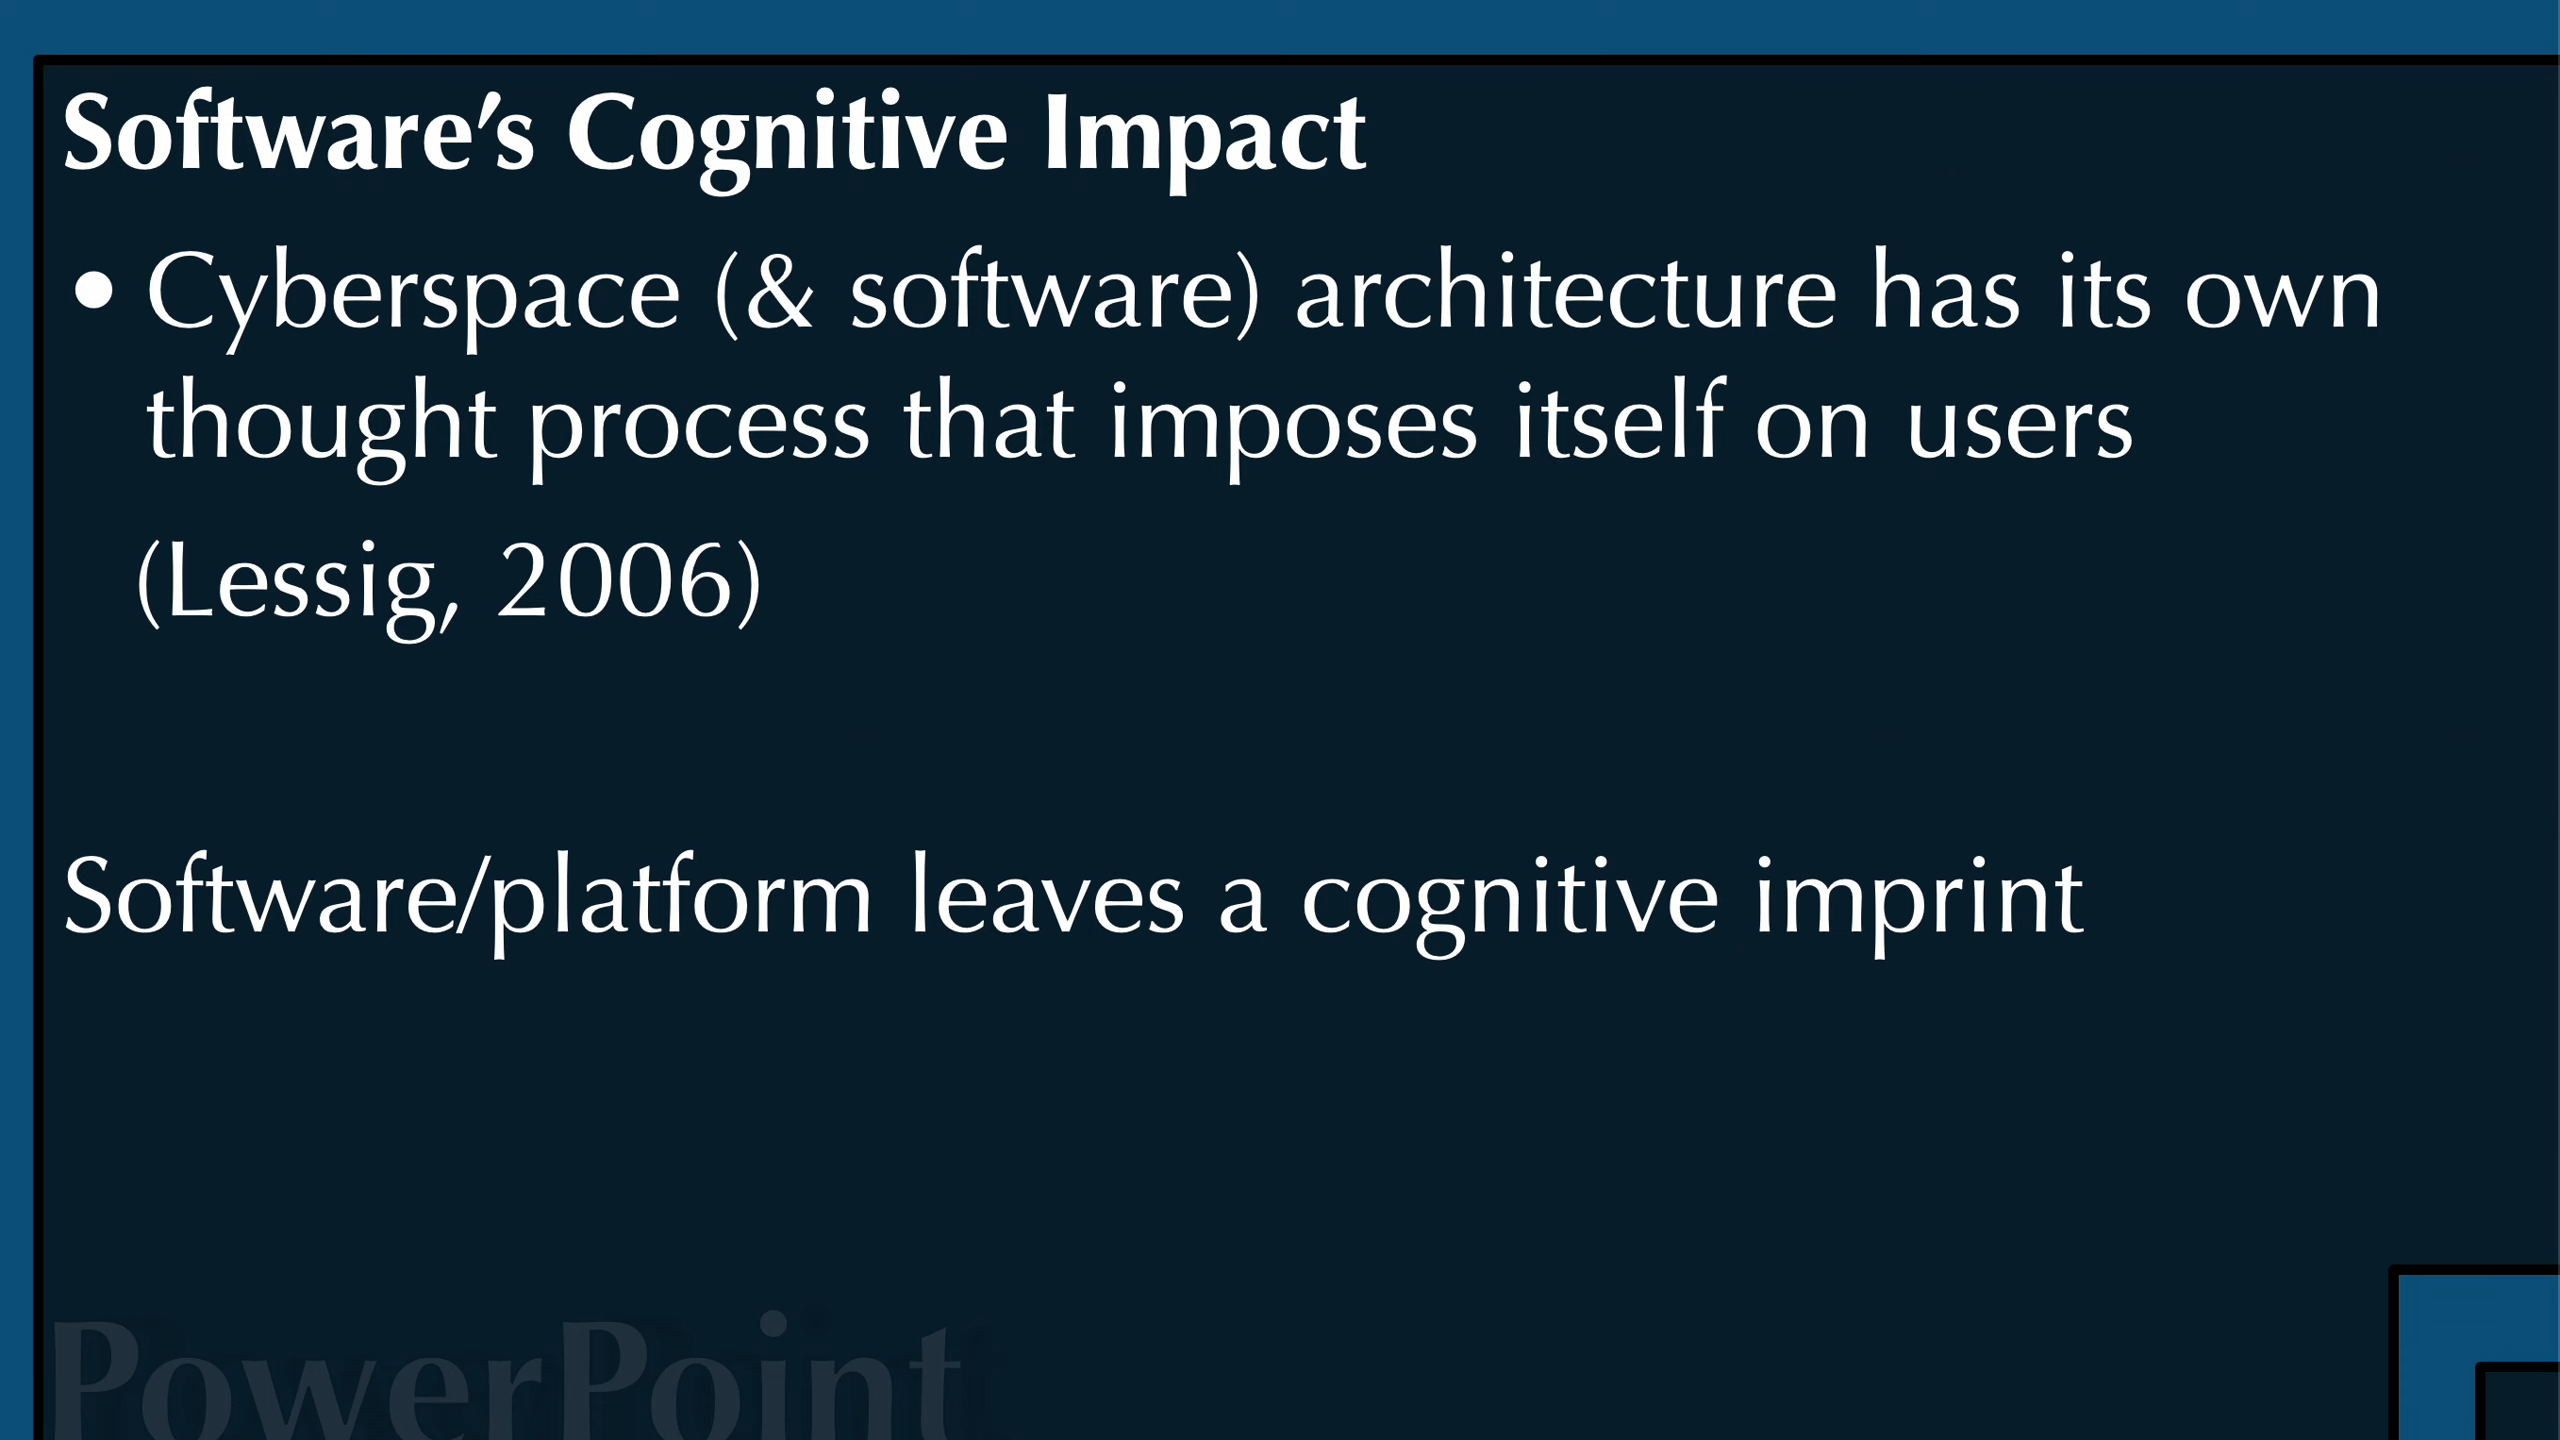 Software’s Cognitive Impact
• Cyberspace (& software) architecture has its own
thought process that imposes itself on users
(Lessig, 2006)
Software/platform leaves a cognitive imprint
PowerPoint